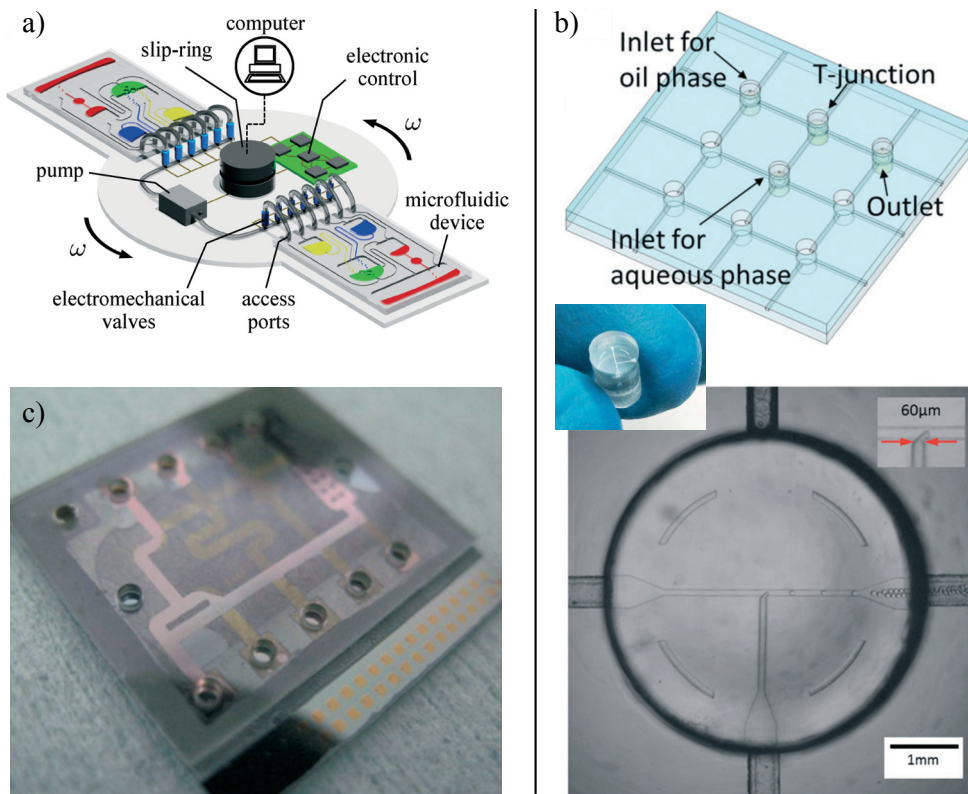 a)
computer
slip-ring
electronic
control
ω
pump
microfluidic
device
ω
electromechanical
valves
access
ports
b)
Inlet for
oil phase
T-junction
Outlet
Inlet for
aqueous phase
60µm
1mm
c)